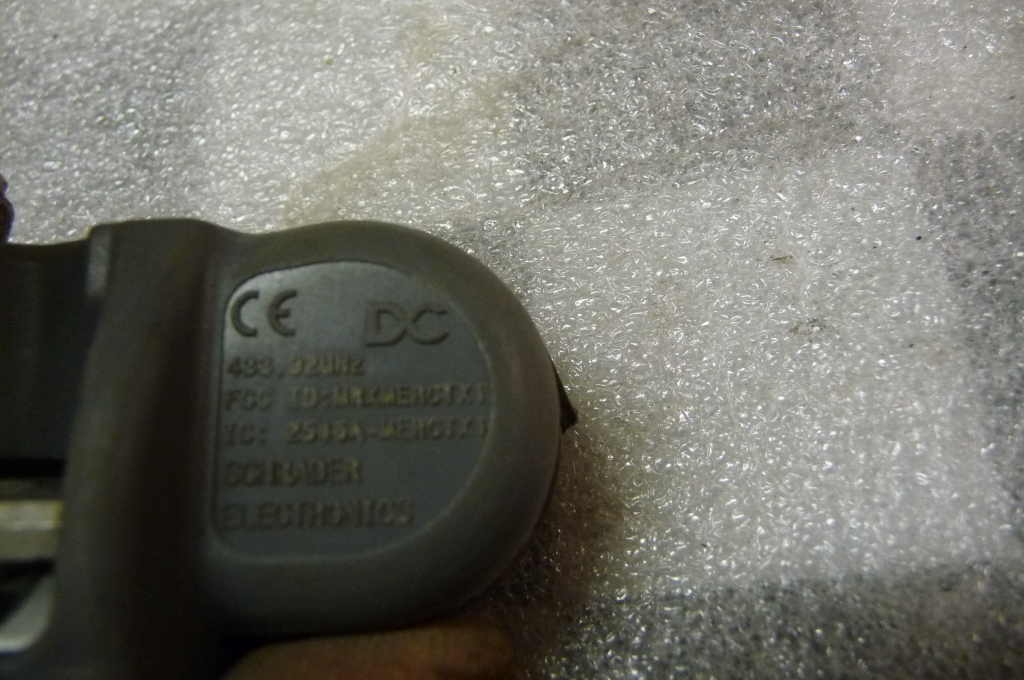 CE DC
433.92MHz
FCC ID:MRXMERCTX1
IC: 2546A-MERCTX1
SCHRADER
ELECTRONICS